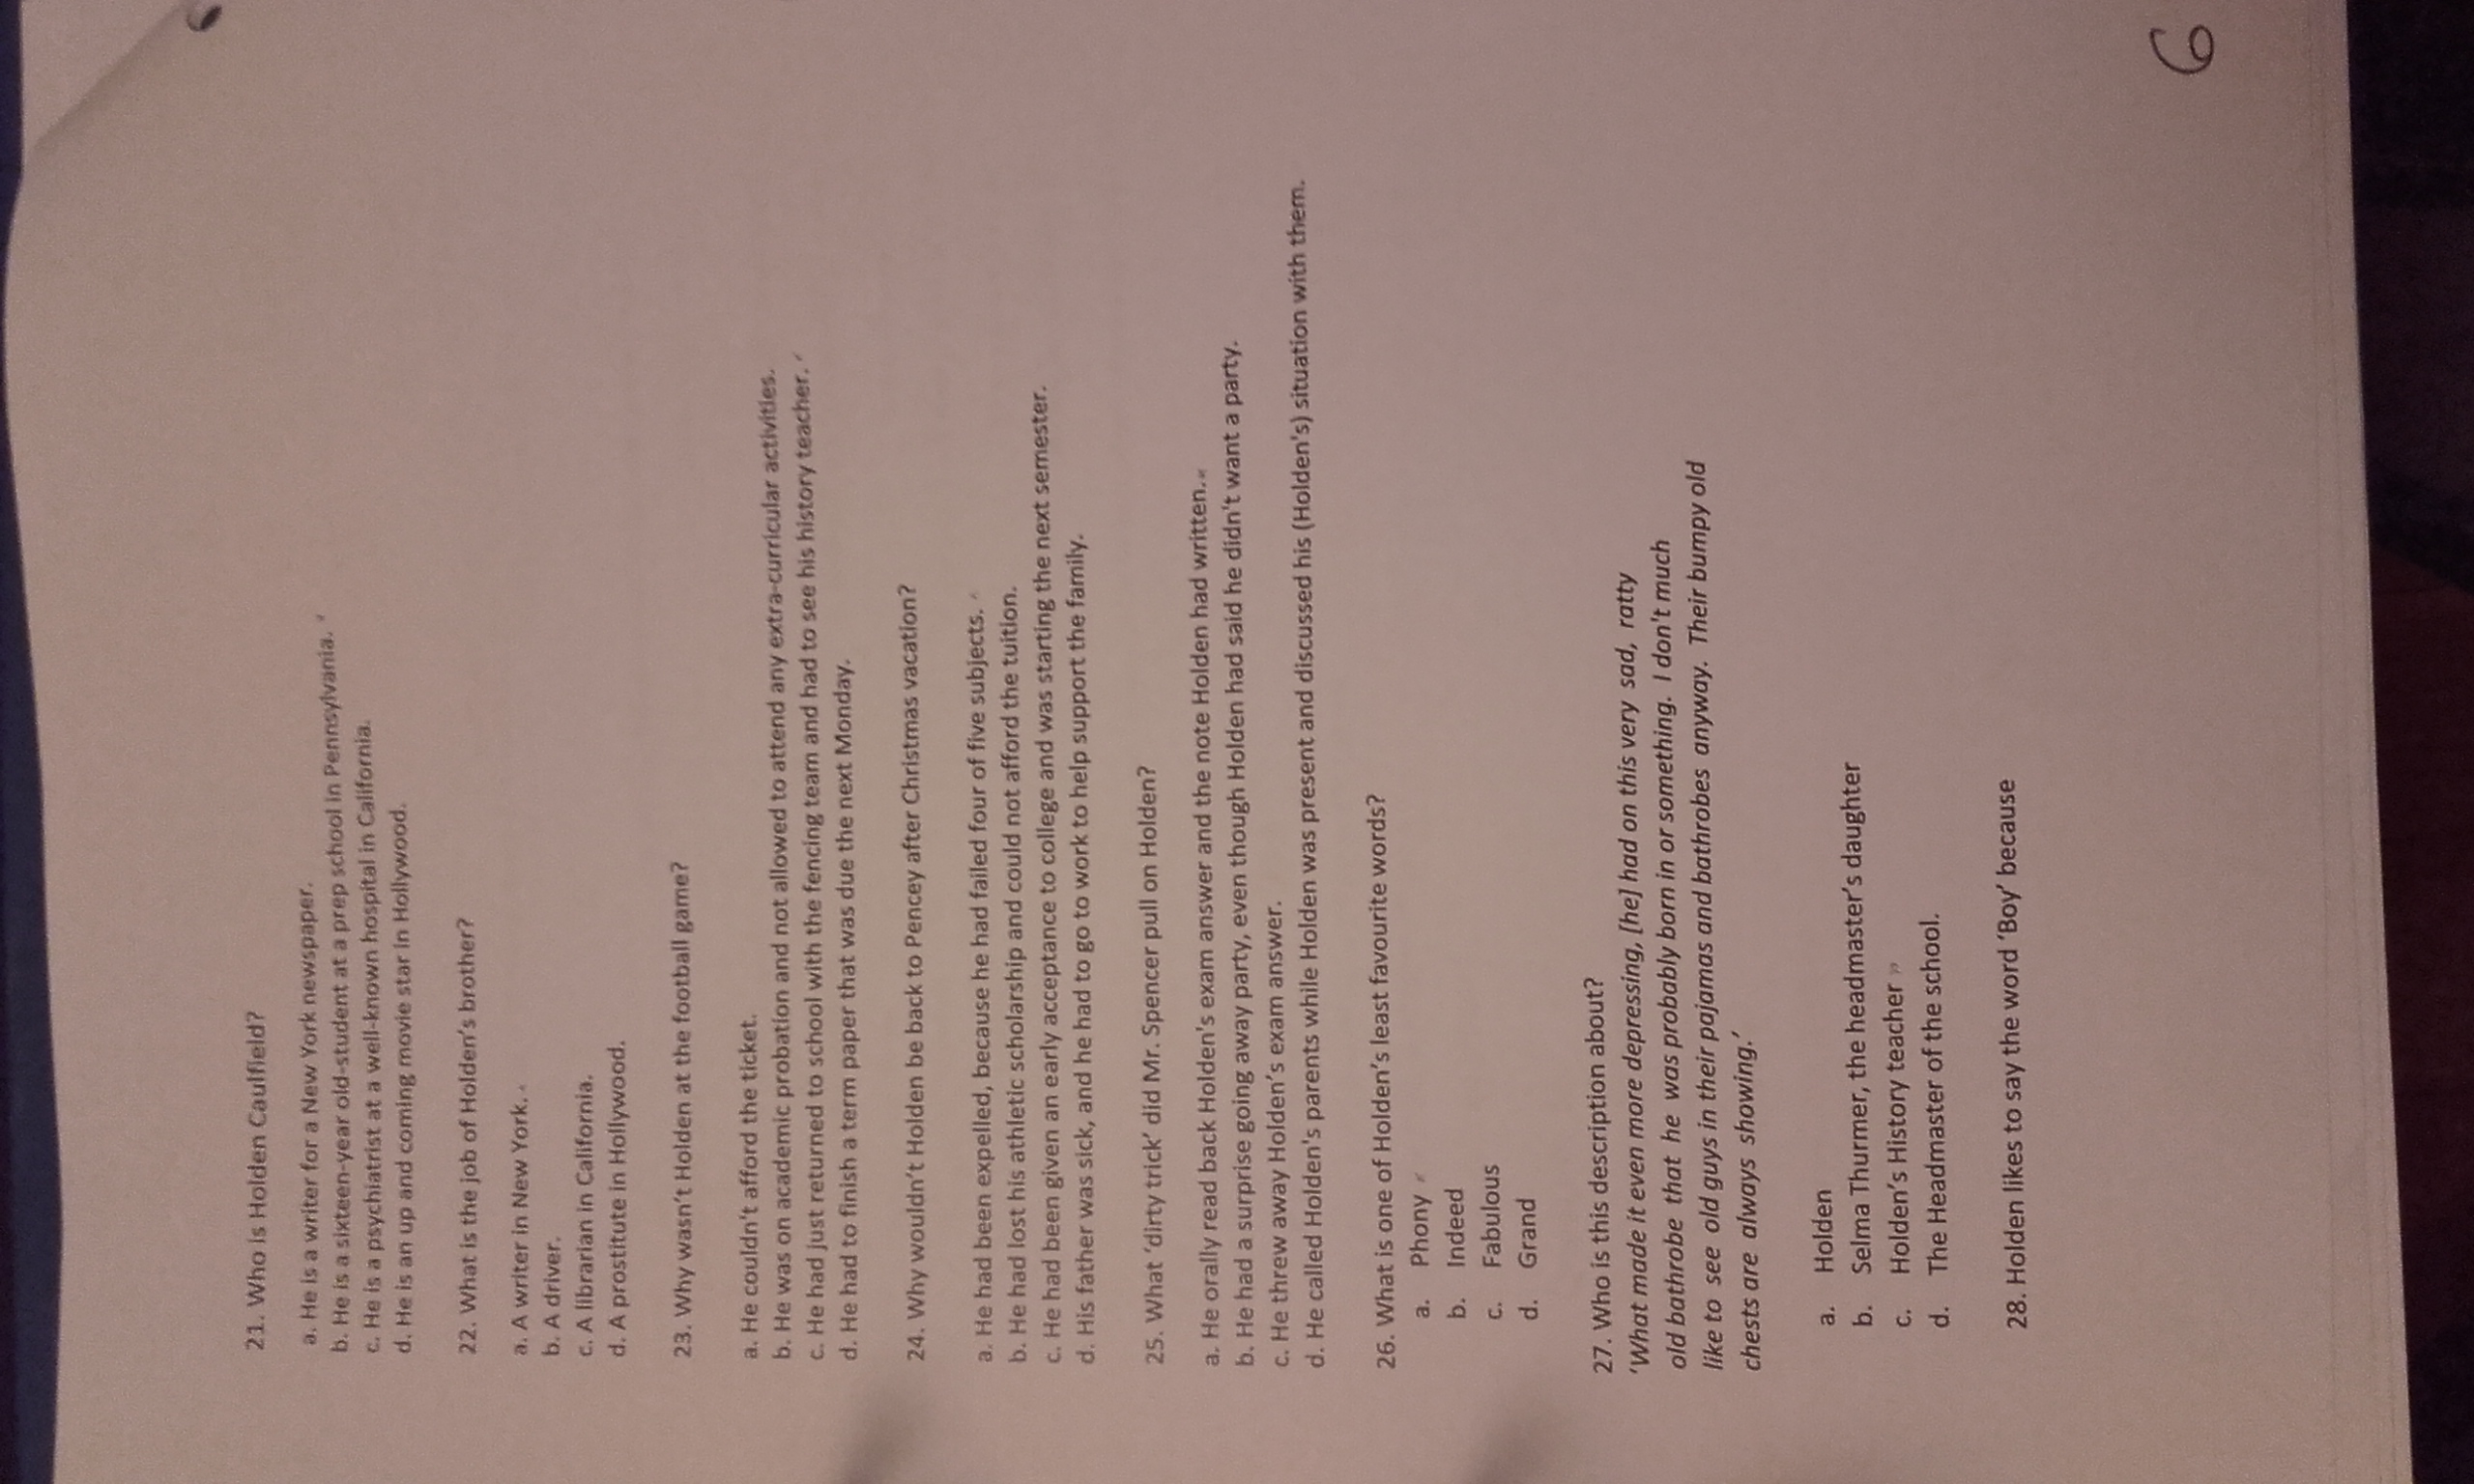 21. Who is Holden Caulfield?
a. He is a writer for a New York newspaper.
b. He is a sixteen-year old-student at a prep school in Pennsylvania.
c. He is a psychiatrist at a well-known hospital in California.
d. He is an up and coming movie star in Hollywood.
22. What is the job of Holden’s brother?
a. A writer in New York.
b. A driver.
c. A librarian in California.
d. A prostitute in Hollywood.
23. Why wasn’t Holden at the football game?
a. He couldn't afford the ticket.
b. He was on academic probation and not allowed to attend any extra-curricular activities.
c. He had just returned to school with the fencing team and had to see his history teacher.
d. He had to finish a term paper that was due the next Monday.
24. Why wouldn’t Holden be back to Pencey after Christmas vacation?
a. He had been expelled, because he had failed four of five subjects.
b. He had lost his athletic scholarship and could not afford the tuition.
c. He had been given an early acceptance to college and was starting the next semester.
d. His father was sick, and he had to go to work to help support the family.
25. What ‘dirty trick’ did Mr. Spencer pull on Holden?
a. He orally read back Holden's exam answer and the note Holden had written.
b. He had a surprise going away party, even though Holden had said he didn't want a party.
c. He threw away Holden’s exam answer.
d. He called Holden's parents while Holden was present and discussed his (Holden's) situation with them.
26. What is one of Holden’s least favourite words?
a. Phony
b. Indeed
c. Fabulous
d. Grand
27. Who is this description about?
‘What made it even more depressing, [he] had on this very sad, ratty
old bathrobe that he was probably born in or something. I don't much
like to see old guys in their pajamas and bathrobes anyway. Their bumpy old
chests are always showing.’
a. Holden
b. Selma Thurmer, the headmaster’s daughter
c. Holden’s History teacher
d. The Headmaster of the school.
28. Holden likes to say the word ‘Boy’ because
6